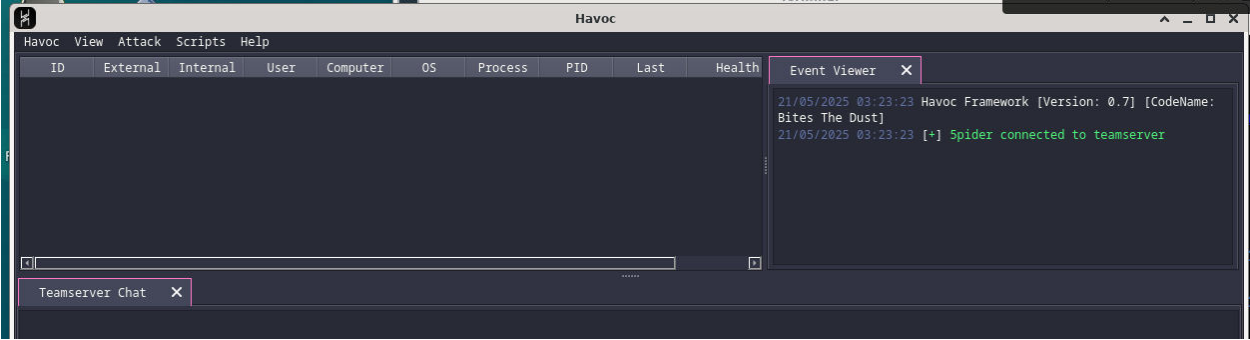 Havoc
Havoc View Attack Scripts Help
ID External Internal User Computer OS Process PID Last Health
Event Viewer
21/05/2025 03:23:23 Havoc Framework [Version: 0.7] [CodeName:
Bites The Dust]
21/05/2025 03:23:23 [+] 5pider connected to teamserver
Teamserver Chat